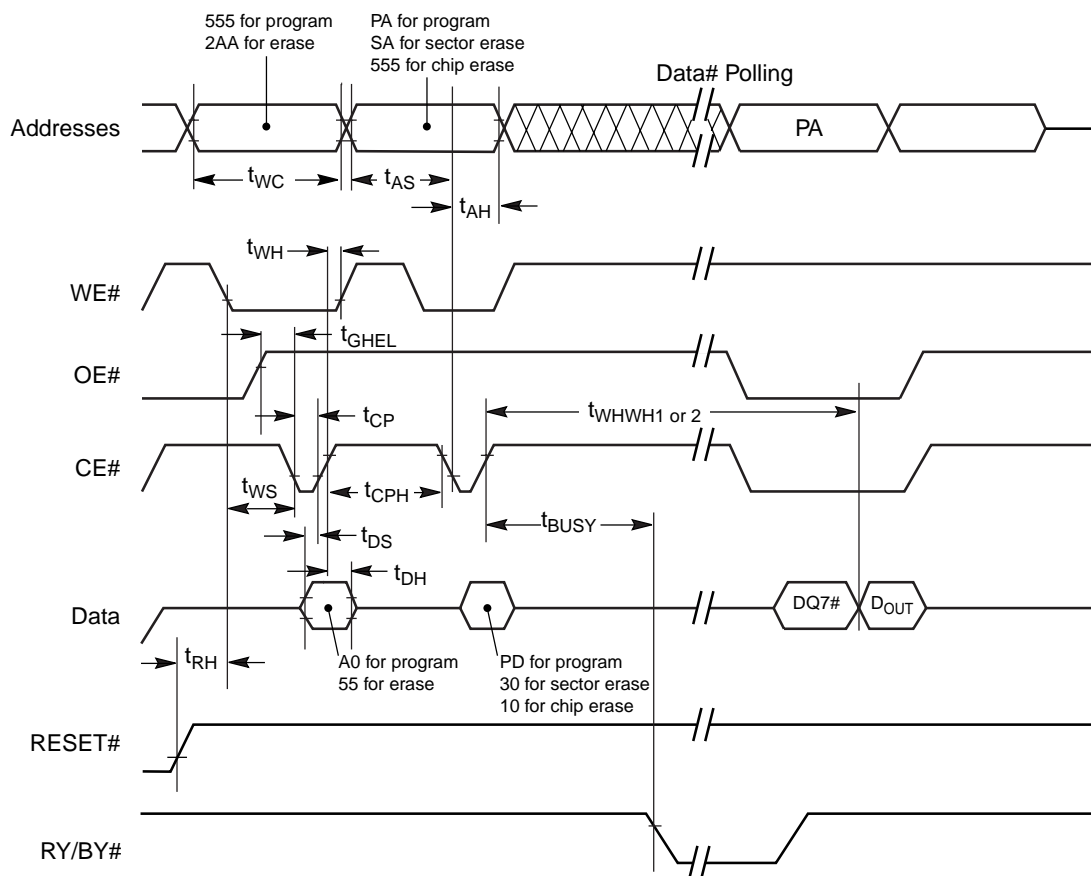 555 for program
2AA for erase
PA for program
SA for sector erase
555 for chip erase
Data# Polling
Addresses
PA
tWC
tAS
tAH
tWH
WE#
tGHEL
OE#
tWHWH1 or 2
tCP
CE#
tWS
tCPH
tBUSY
tDS
tDH
Data
DQ7#
DOUT
tRH
A0 for program
55 for erase
PD for program
30 for sector erase
10 for chip erase
RESET#
RY/BY#